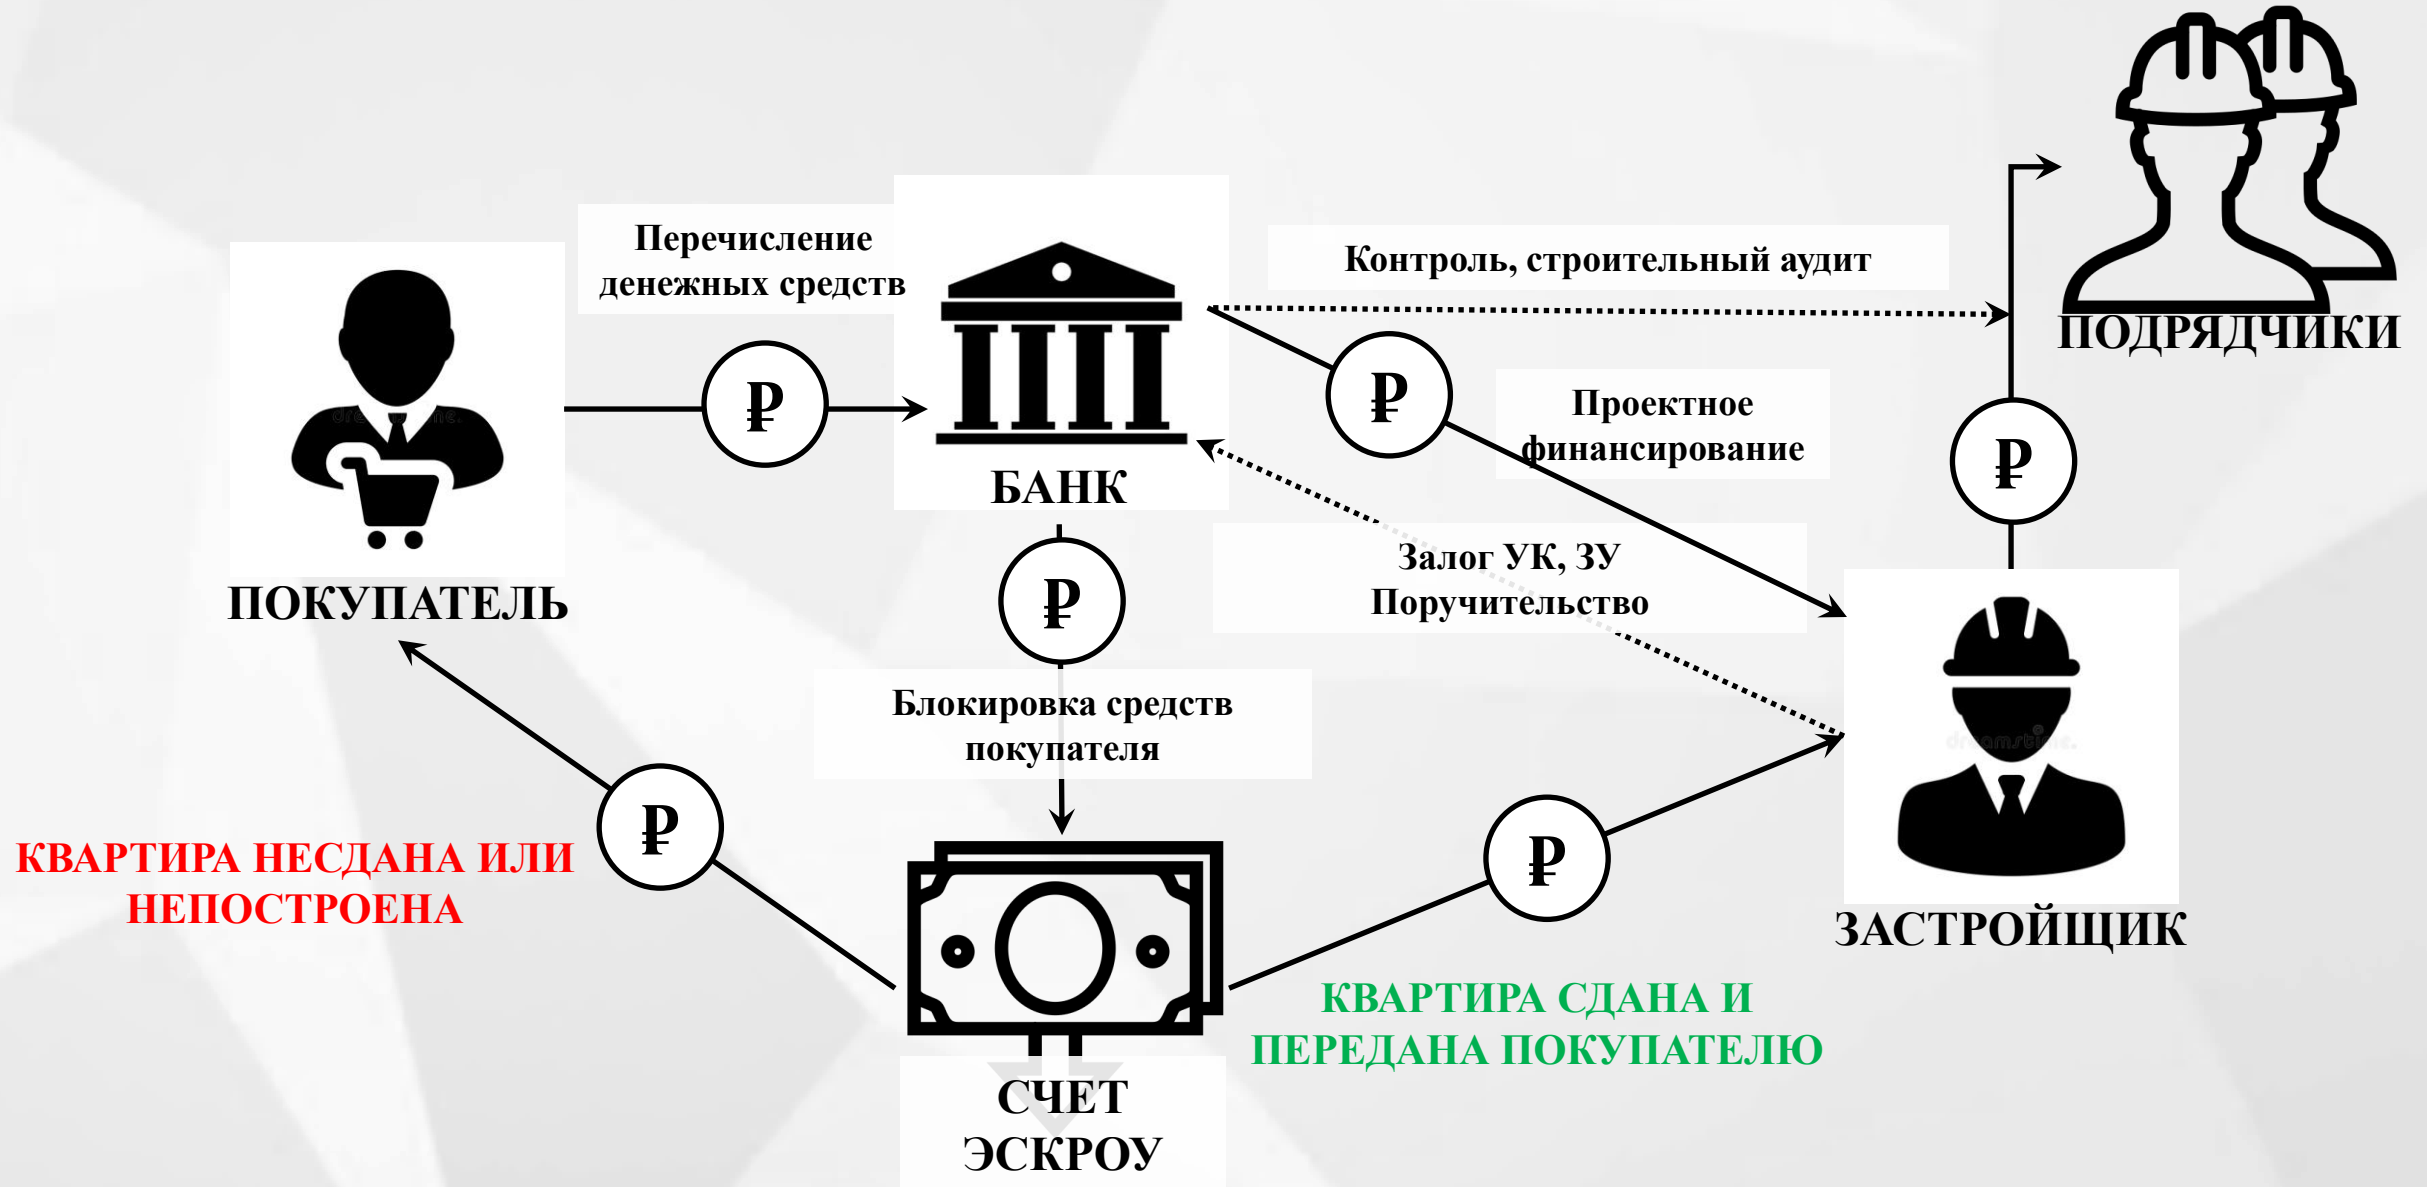 Перечисление
денежных средств
Контроль, строительный аудит
ПОДРЯДЧИКИ
₽
₽
Проектное
финансирование
₽
БАНК
Залог УК, ЗУ
Поручительство
ПОКУПАТЕЛЬ
₽
Блокировка средств
покупателя
dreamstime.
₽
₽
КВАРТИРА НЕСДАНА ИЛИ
НЕПОСТРОЕНА
ЗАСТРОЙЩИК
КВАРТИРА СДАНА И
ПЕРЕДАНА ПОКУПАТЕЛЮ
СЧЕТ
ЭСКРОУ